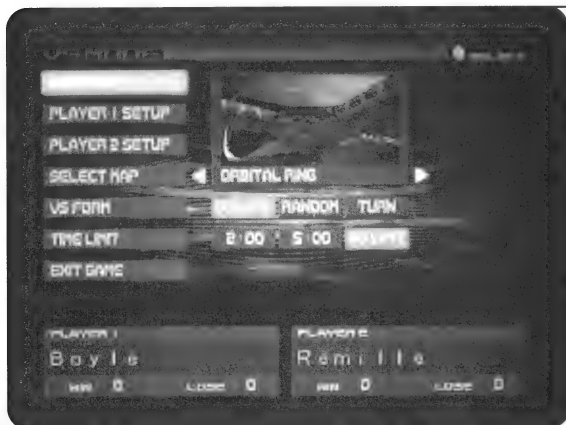 PLAYER 1 SETUP
PLAYER 2 SETUP
SELECT MAP
ORBITAL RING
VS FORM
RANDOM TURN
TIME LIMIT
2:00 5:00
EXIT GAME
PLAYER 1
PLAYER 2
Boyle
Remille
WIN 0 LOSE 0
WIN 0 LOSE 0